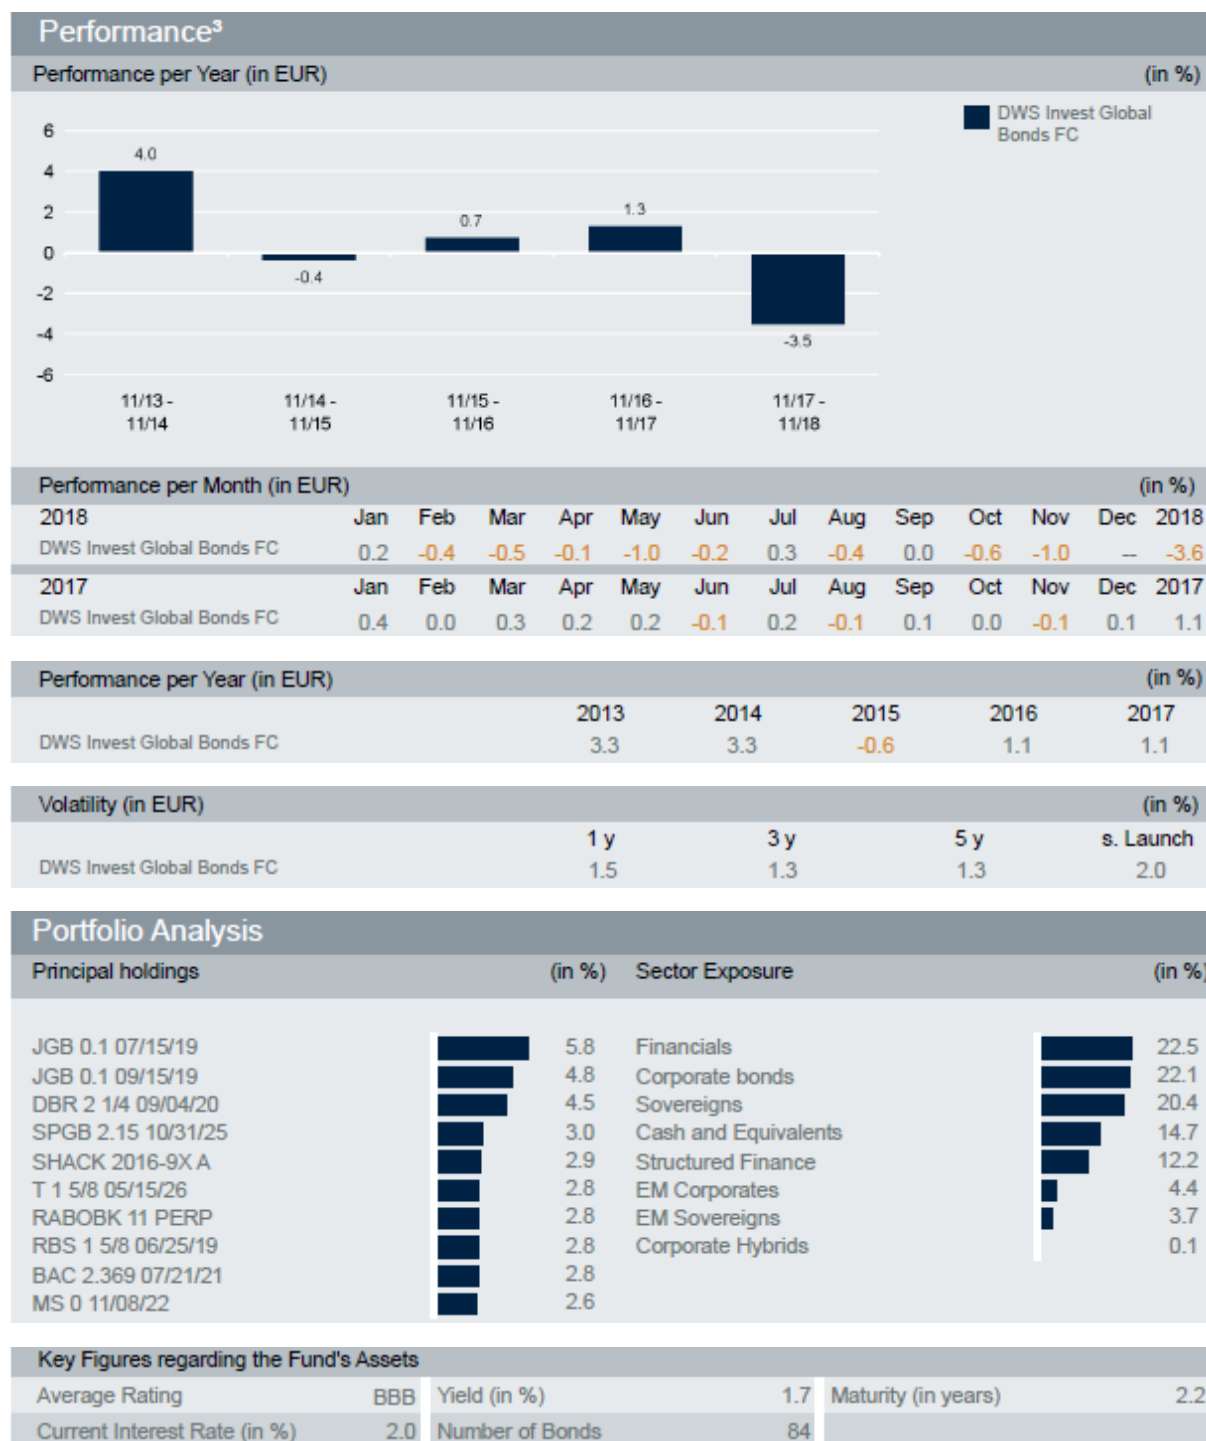 Performance³
Performance per Year (in EUR) (in %)
DWS Invest Global
Bonds FC
6
4
2
0
-2
-4
-6
4.0
-0.4
0.7
1.3
-3.5
11/13 - 11/14 - 11/15 - 11/16 - 11/17 -
11/14 11/15 11/16 11/17 11/18
Performance per Month (in EUR) (in %)
2018 Jan Feb Mar Apr May Jun Jul Aug Sep Oct Nov Dec 2018
DWS Invest Global Bonds FC 0.2 -0.4 -0.5 -0.1 -1.0 -0.2 0.3 -0.4 0.0 -0.6 -1.0 -- -3.6
2017 Jan Feb Mar Apr May Jun Jul Aug Sep Oct Nov Dec 2017
DWS Invest Global Bonds FC 0.4 0.0 0.3 0.2 0.2 -0.1 0.2 -0.1 0.1 0.0 -0.1 0.1 1.1
Performance per Year (in EUR) (in %)
2013 2014 2015 2016 2017
DWS Invest Global Bonds FC 3.3 3.3 -0.6 1.1 1.1
Volatility (in EUR) (in %)
1 y 3 y 5 y s. Launch
DWS Invest Global Bonds FC 1.5 1.3 1.3 2.0
Portfolio Analysis
Principal holdings (in %) Sector Exposure (in %)
JGB 0.1 07/15/19 5.8 Financials 22.5
JGB 0.1 09/15/19 4.8 Corporate bonds 22.1
DBR 2 1/4 09/04/20 4.5 Sovereigns 20.4
SPGB 2.15 10/31/25 3.0 Cash and Equivalents 14.7
SHACK 2016-9X A 2.9 Structured Finance 12.2
T 1 5/8 05/15/26 2.8 EM Corporates 4.4
RABOBK 11 PERP 2.8 EM Sovereigns 3.7
RBS 1 5/8 06/25/19 2.8 Corporate Hybrids 0.1
BAC 2.369 07/21/21 2.8
MS 0 11/08/22 2.6
Key Figures regarding the Fund's Assets
Average Rating BBB Yield (in %) 1.7 Maturity (in years) 2.2
Current Interest Rate (in %) 2.0 Number of Bonds 84